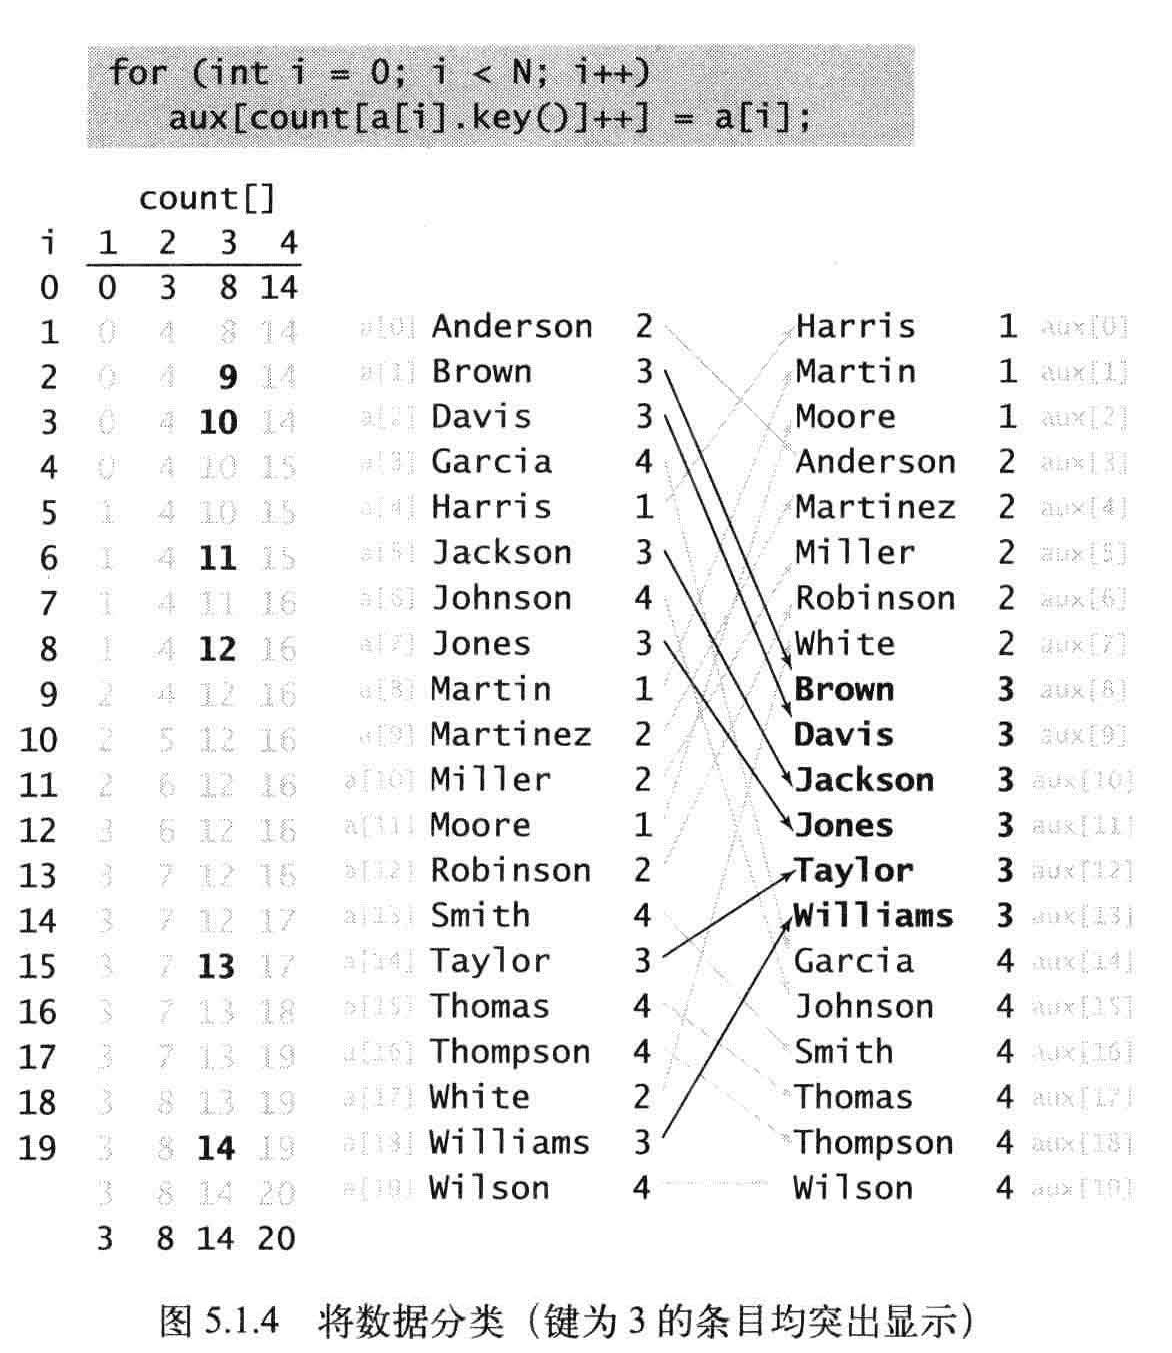 for (int i = 0; i < N; i++)
aux[count[a[i].key()]++] = a[i];
count[]
i 1 2 3 4
0 0 3 8 14
1 0 4 8 14 a[0] Anderson 2 Harris 1 aux[0]
2 0 4 9 14 a[1] Brown 3 Martin 1 aux[1]
3 0 4 10 14 a[2] Davis 3 Moore 1 aux[2]
4 0 4 10 15 a[3] Garcia 4 Anderson 2 aux[3]
5 1 4 10 15 a[4] Harris 1 Martinez 2 aux[4]
6 1 4 11 15 a[5] Jackson 3 Miller 2 aux[5]
7 1 4 11 16 a[6] Johnson 4 Robinson 2 aux[6]
8 1 4 12 16 a[7] Jones 3 White 2 aux[7]
9 2 4 12 16 a[8] Martin 1 Brown 3 aux[8]
10 2 5 12 16 a[9] Martinez 2 Davis 3 aux[9]
11 2 6 12 16 a[10] Miller 2 Jackson 3 aux[10]
12 3 6 12 16 a[11] Moore 1 Jones 3 aux[11]
13 3 7 12 16 a[12] Robinson 2 Taylor 3 aux[12]
14 3 7 12 17 a[13] Smith 4 Williams 3 aux[13]
15 3 7 13 17 a[14] Taylor 3 Garcia 4 aux[14]
16 3 7 13 18 a[15] Thomas 4 Johnson 4 aux[15]
17 3 7 13 19 a[16] Thompson 4 Smith 4 aux[16]
18 3 8 13 19 a[17] White 2 Thomas 4 aux[17]
19 3 8 14 19 a[18] Williams 3 Thompson 4 aux[18]
3 8 14 20 a[19] Wilson 4 Wilson 4 aux[19]
3 8 14 20
图 5.1.4 将数据分类（键为 3 的条目均突出显示）